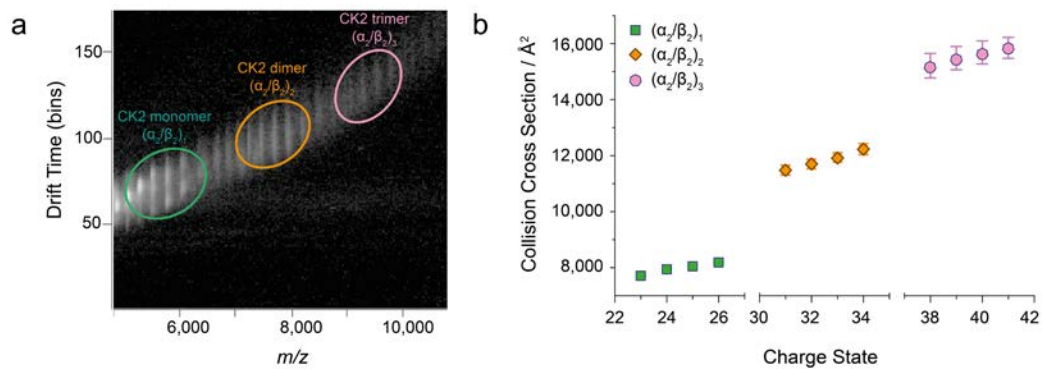 a
150
100
50
Drift Time (bins)
CK2 monomer
(α₂/β₂)₁
CK2 dimer
(α₂/β₂)₂
CK2 trimer
(α₂/β₂)₃
6,000 8,000 10,000
m/z
b
(α₂/β₂)₁
(α₂/β₂)₂
(α₂/β₂)₃
16,000
14,000
12,000
10,000
8,000
Collision Cross Section / Å²
22 24 26 30 32 34 38 40 42
Charge State